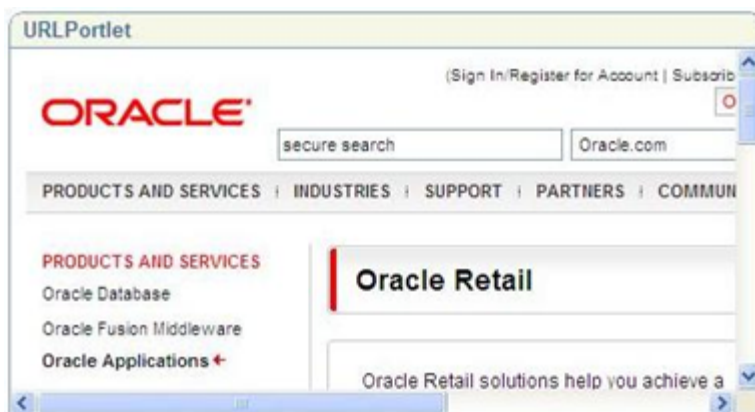 URLPortlet
(Sign In/Register for Account | Subscrib
ORACLE
secure search
Oracle.com
PRODUCTS AND SERVICES | INDUSTRIES | SUPPORT | PARTNERS | COMMUN
PRODUCTS AND SERVICES
Oracle Database
Oracle Fusion Middleware
Oracle Applications
Oracle Retail
Oracle Retail solutions help you achieve a